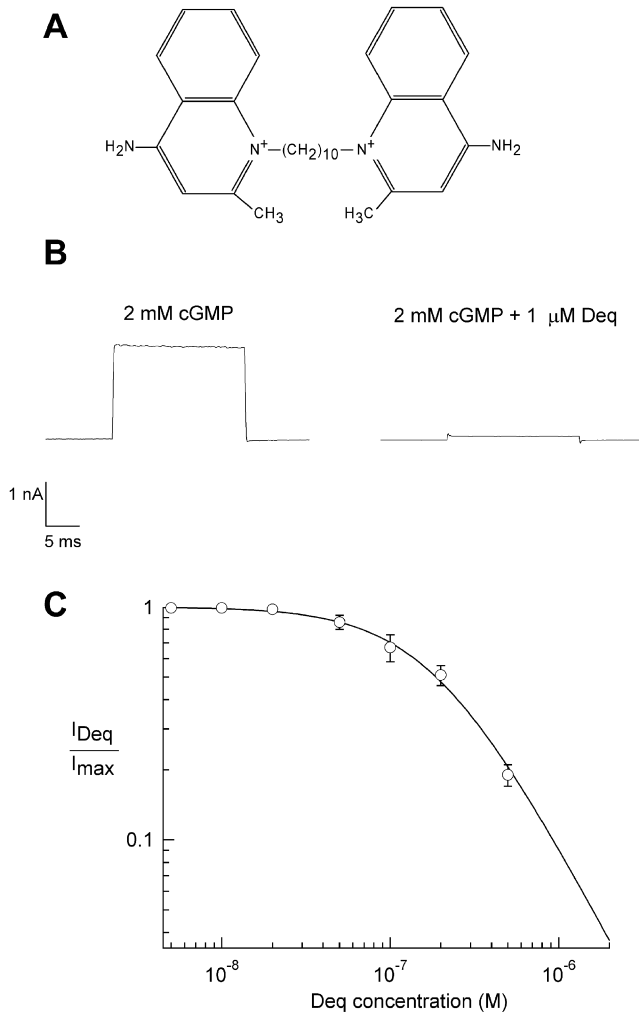 A
H2N
N+
(CH2)10
N+
NH2
CH3
H3C
B
2 mM cGMP
2 mM cGMP + 1 μM Deq
1 nA
5 ms
C
1
IDeq
Imax
0.1
10-8
10-7
10-6
Deq concentration (M)